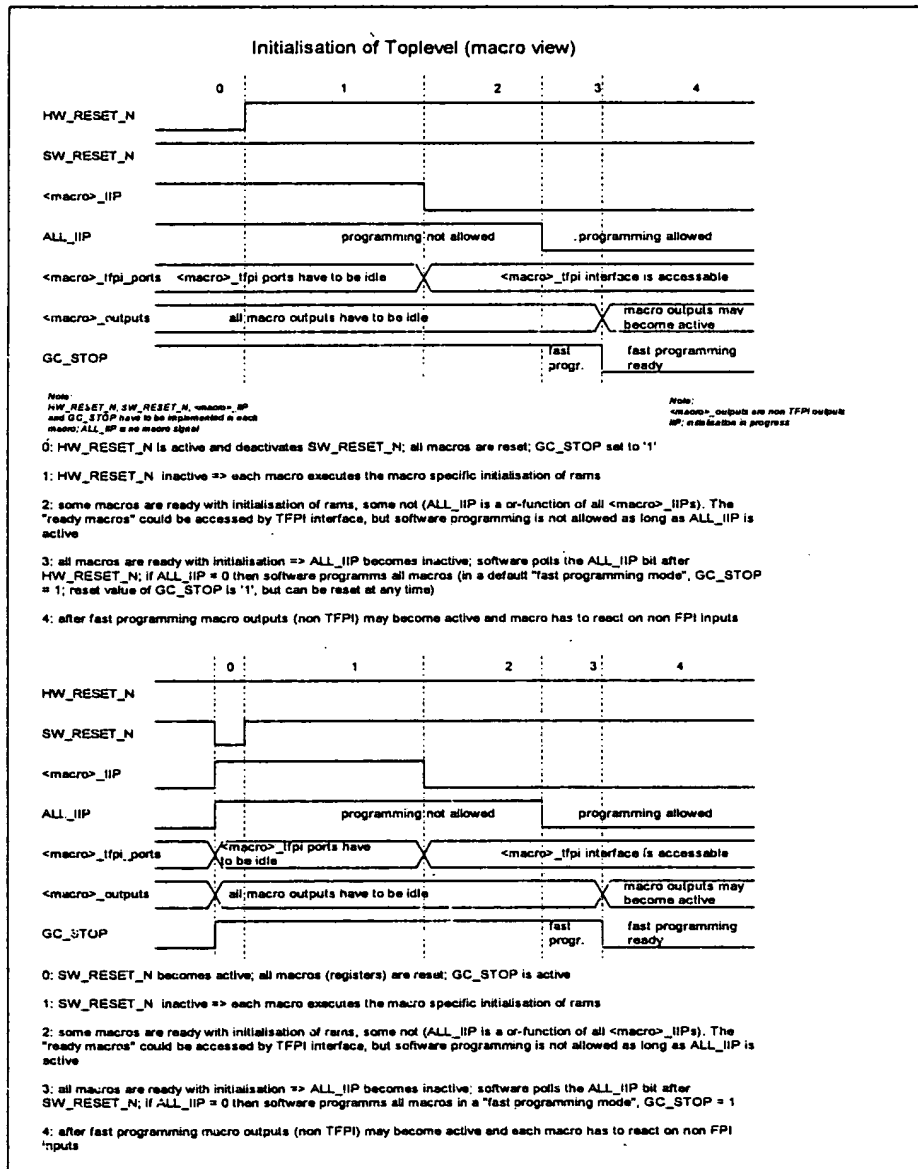 Initialisation of Toplevel (macro view)
0 1 2 3 4
HW_RESET_N
SW_RESET_N
<macro>_IIP
ALL_IIP programming not allowed programming allowed
<macro>_tfpi_ports <macro>_tfpi ports have to be idle <macro>_tfpi interface is accessable
<macro>_outputs all macro outputs have to be idle macro outputs may
become active
GC_STOP fast fast programming
progr. ready
Note:
HW_RESET_N, SW_RESET_N, <macro>_IIP
and GC_STOP have to be implemented in each
macro; ALL_IIP is no macro signal
Note:
<macro>_outputs are non TFPI outputs
IIP: initialisation in progress
0: HW_RESET_N is active and deactivates SW_RESET_N; all macros are reset; GC_STOP set to '1'
1: HW_RESET_N inactive => each macro executes the macro specific initialisation of rams
2: some macros are ready with initialisation of rams, some not (ALL_IIP is a or-function of all <macro>_IIPs). The
"ready macros" could be accessed by TFPI interface, but software programming is not allowed as long as ALL_IIP is
active
3: all macros are ready with initialisation => ALL_IIP becomes inactive; software polls the ALL_IIP bit after
HW_RESET_N; if ALL_IIP = 0 then software programms all macros (in a default "fast programming mode", GC_STOP
= 1; reset value of GC_STOP is '1', but can be reset at any time)
4: after fast programming macro outputs (non TFPI) may become active and macro has to react on non FPI inputs
0 1 2 3 4
HW_RESET_N
SW_RESET_N
<macro>_IIP
ALL_IIP programming not allowed programming allowed
<macro>_tfpi_ports <macro>_tfpi ports have
to be idle <macro>_tfpi interface is accessable
<macro>_outputs all macro outputs have to be idle macro outputs may
become active
GC_STOP fast fast programming
progr. ready
0: SW_RESET_N becomes active; all macros (registers) are reset; GC_STOP is active
1: SW_RESET_N inactive => each macro executes the macro specific initialisation of rams
2: some macros are ready with initialisation of rams, some not (ALL_IIP is a or-function of all <macro>_IIPs). The
"ready macros" could be accessed by TFPI interface, but software programming is not allowed as long as ALL_IIP is
active
3: all macros are ready with initialisation => ALL_IIP becomes inactive; software polls the ALL_IIP bit after
SW_RESET_N; if ALL_IIP = 0 then software programms all macros in a "fast programming mode", GC_STOP = 1
4: after fast programming macro outputs (non TFPI) may become active and each macro has to react on non FPI
inputs